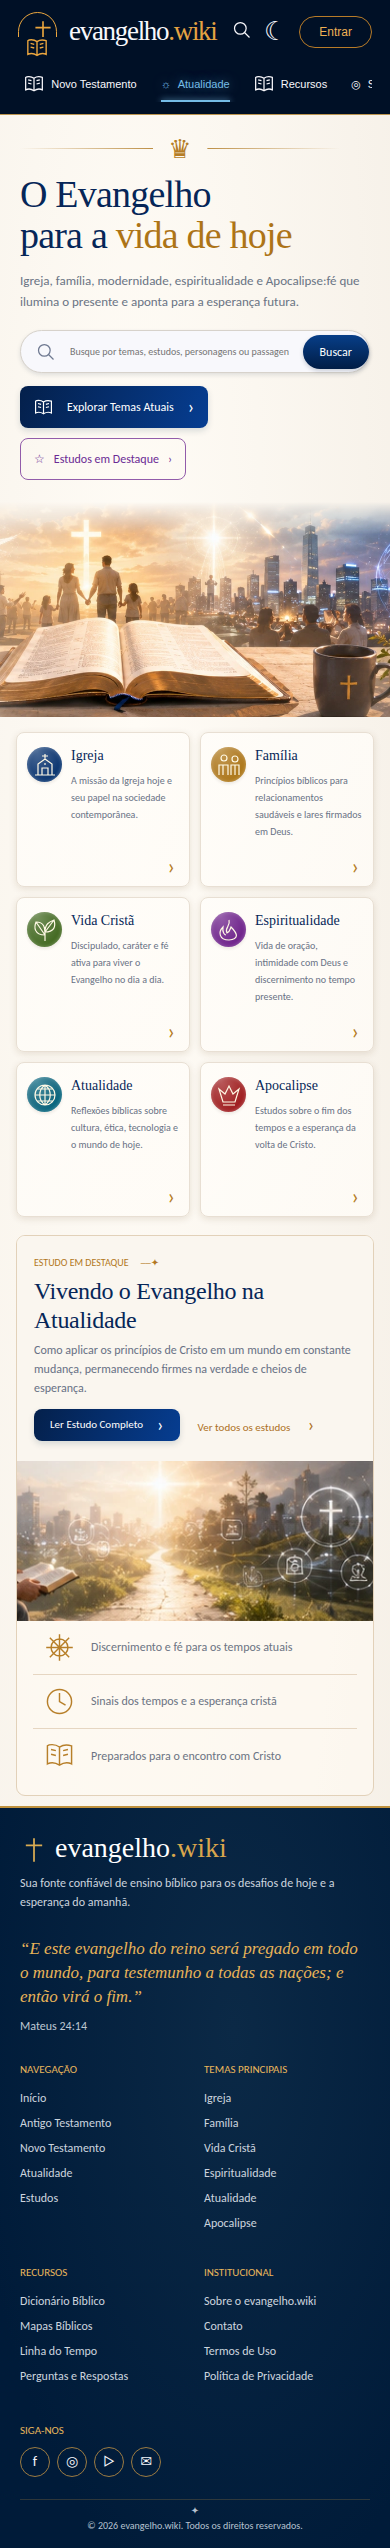 evangelho.wiki
Entrar
Novo Testamento
Atualidade
Recursos
O Evangelho
para a vida de hoje
Igreja, família, modernidade, espiritualidade e Apocalipse:fé que
ilumina o presente e aponta para a esperança futura.
Busque por temas, estudos, personagens ou passagen
Buscar
Explorar Temas Atuais ›
☆ Estudos em Destaque ›
Igreja
A missão da Igreja hoje e
seu papel na sociedade
contemporânea.
›
Família
Princípios bíblicos para
relacionamentos
saudáveis e lares firmados
em Deus.
›
Vida Cristã
Discipulado, caráter e fé
ativa para viver o
Evangelho no dia a dia.
›
Espiritualidade
Vida de oração,
intimidade com Deus e
discernimento no tempo
presente.
›
Atualidade
Reflexões bíblicas sobre
cultura, ética, tecnologia e
o mundo de hoje.
›
Apocalipse
Estudos sobre o fim dos
tempos e a esperança da
volta de Cristo.
›
ESTUDO EM DESTAQUE —✦
Vivendo o Evangelho na
Atualidade
Como aplicar os princípios de Cristo em um mundo em constante
mudança, permanecendo firmes na verdade e cheios de
esperança.
Ler Estudo Completo ›
Ver todos os estudos ›
Discernimento e fé para os tempos atuais
Sinais dos tempos e a esperança cristã
Preparados para o encontro com Cristo
evangelho.wiki
Sua fonte confiável de ensino bíblico para os desafios de hoje e a
esperança do amanhã.
“E este evangelho do reino será pregado em todo
o mundo, para testemunho a todas as nações; e
então virá o fim.”
Mateus 24:14
NAVEGAÇÃO
Início
Antigo Testamento
Novo Testamento
Atualidade
Estudos
TEMAS PRINCIPAIS
Igreja
Família
Vida Cristã
Espiritualidade
Atualidade
Apocalipse
RECURSOS
Dicionário Bíblico
Mapas Bíblicos
Linha do Tempo
Perguntas e Respostas
INSTITUCIONAL
Sobre o evangelho.wiki
Contato
Termos de Uso
Política de Privacidade
SIGA-NOS
f
✦
© 2026 evangelho.wiki. Todos os direitos reservados.